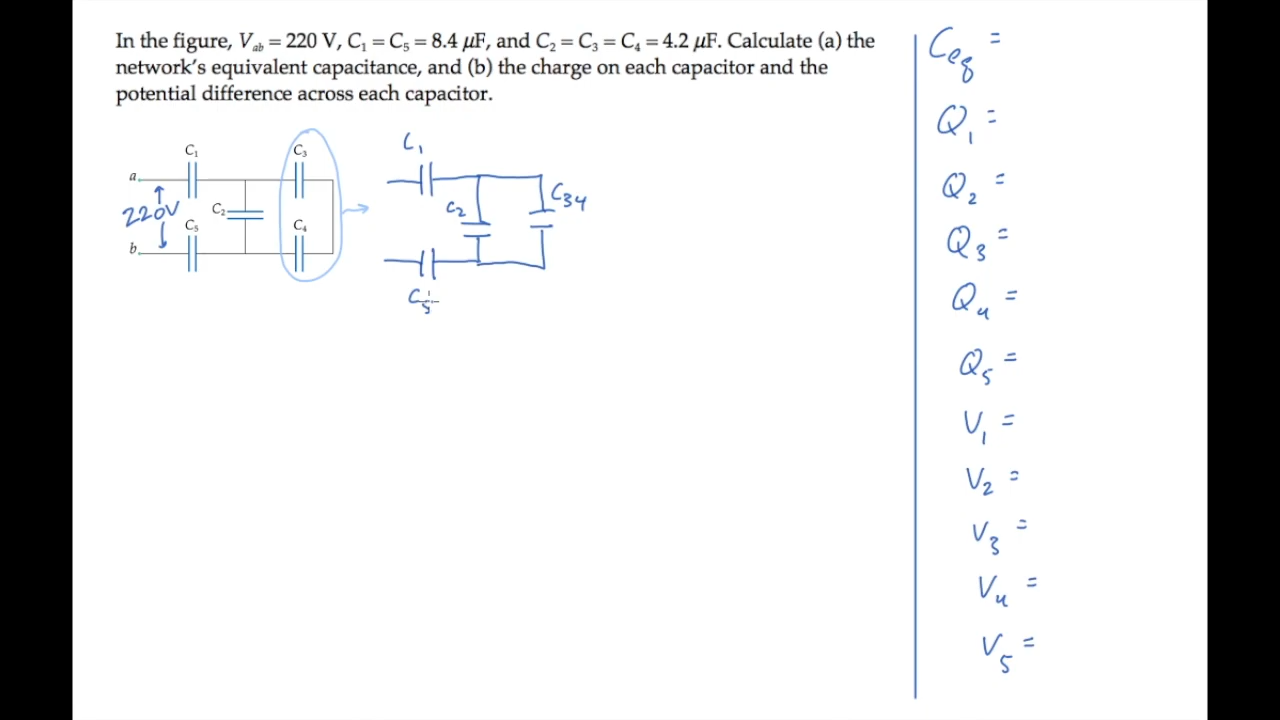 In the figure, Vab = 220 V, C1 = C5 = 8.4 μF, and C2 = C3 = C4 = 4.2 μF. Calculate (a) the
network's equivalent capacitance, and (b) the charge on each capacitor and the
potential difference across each capacitor.
C1
C3
a
220V
C2
C5
C4
b
C1
C2
C34
C5
Ceq =
Q1 =
Q2 =
Q3 =
Q4 =
Q5 =
V1 =
V2 =
V3 =
V4 =
V5 =